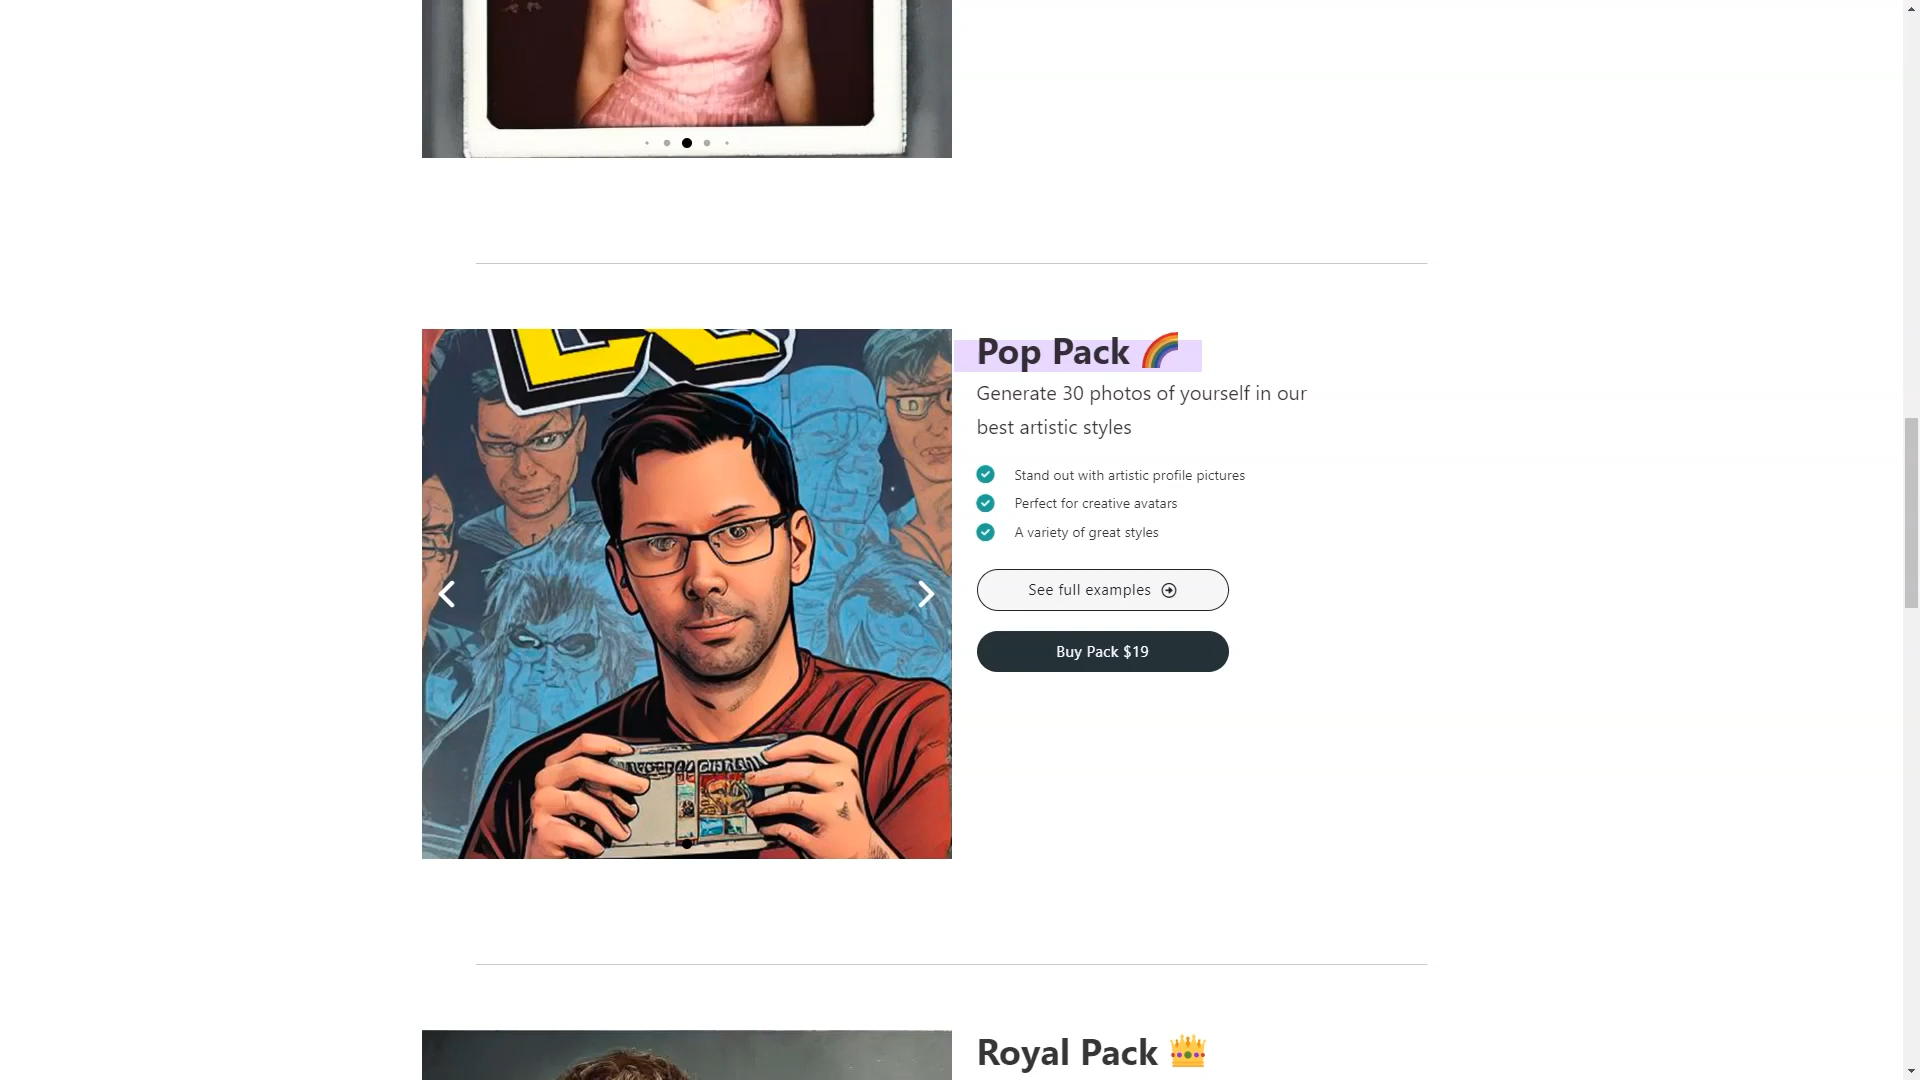 Pop Pack 🌈
Generate 30 photos of yourself in our
best artistic styles
Stand out with artistic profile pictures
Perfect for creative avatars
A variety of great styles
See full examples
Buy Pack $19
Royal Pack 👑